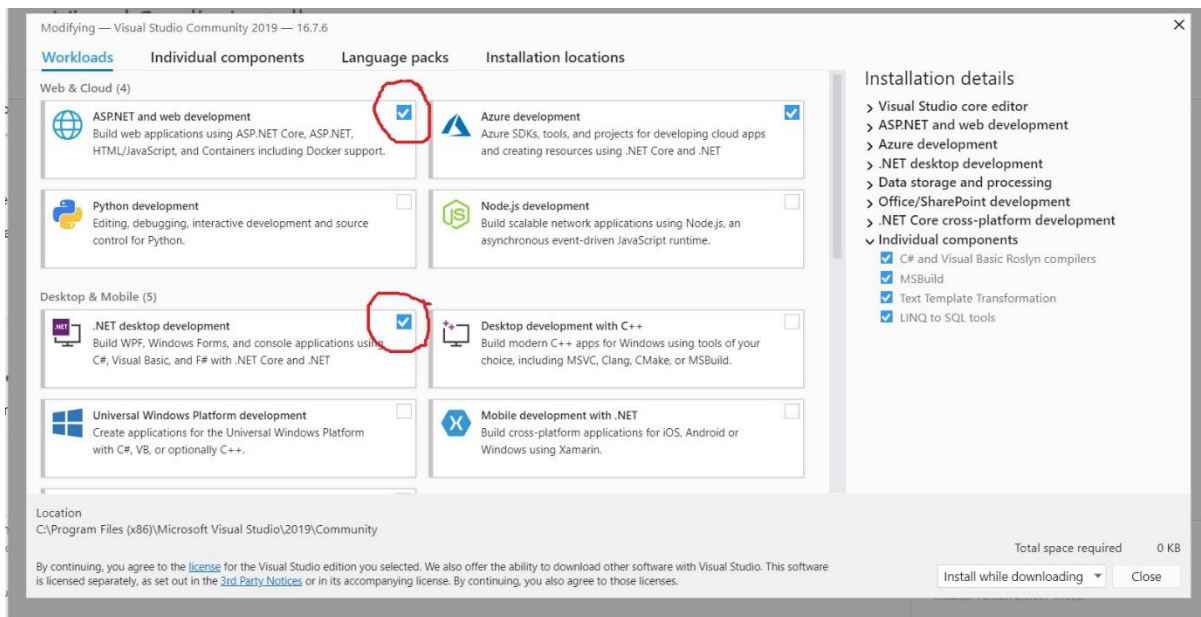 Modifying — Visual Studio Community 2019 — 16.7.6
Workloads
Individual components
Language packs
Installation locations
Web & Cloud (4)
ASP.NET and web development
Build web applications using ASP.NET Core, ASP.NET,
HTML/JavaScript, and Containers including Docker support.
Azure development
Azure SDKs, tools, and projects for developing cloud apps
and creating resources using .NET Core and .NET
Python development
Editing, debugging, interactive development and source
control for Python.
Node.js development
Build scalable network applications using Node.js, an
asynchronous event-driven JavaScript runtime.
Desktop & Mobile (5)
.NET desktop development
Build WPF, Windows Forms, and console applications using
C#, Visual Basic, and F# with .NET Core and .NET
Desktop development with C++
Build modern C++ apps for Windows using tools of your
choice, including MSVC, Clang, CMake, or MSBuild.
Universal Windows Platform development
Create applications for the Universal Windows Platform
with C#, VB, or optionally C++.
Mobile development with .NET
Build cross-platform applications for iOS, Android or
Windows using Xamarin.
Installation details
Visual Studio core editor
ASP.NET and web development
Azure development
.NET desktop development
Data storage and processing
Office/SharePoint development
.NET Core cross-platform development
Individual components
C# and Visual Basic Roslyn compilers
MSBuild
Text Template Transformation
LINQ to SQL tools
Location
C:\Program Files (x86)\Microsoft Visual Studio\2019\Community
By continuing, you agree to the license for the Visual Studio edition you selected. We also offer the ability to download other software with Visual Studio. This software
is licensed separately, as set out in the 3rd Party Notices or in its accompanying license. By continuing, you also agree to those licenses.
Total space required 0 KB
Install while downloading
Close